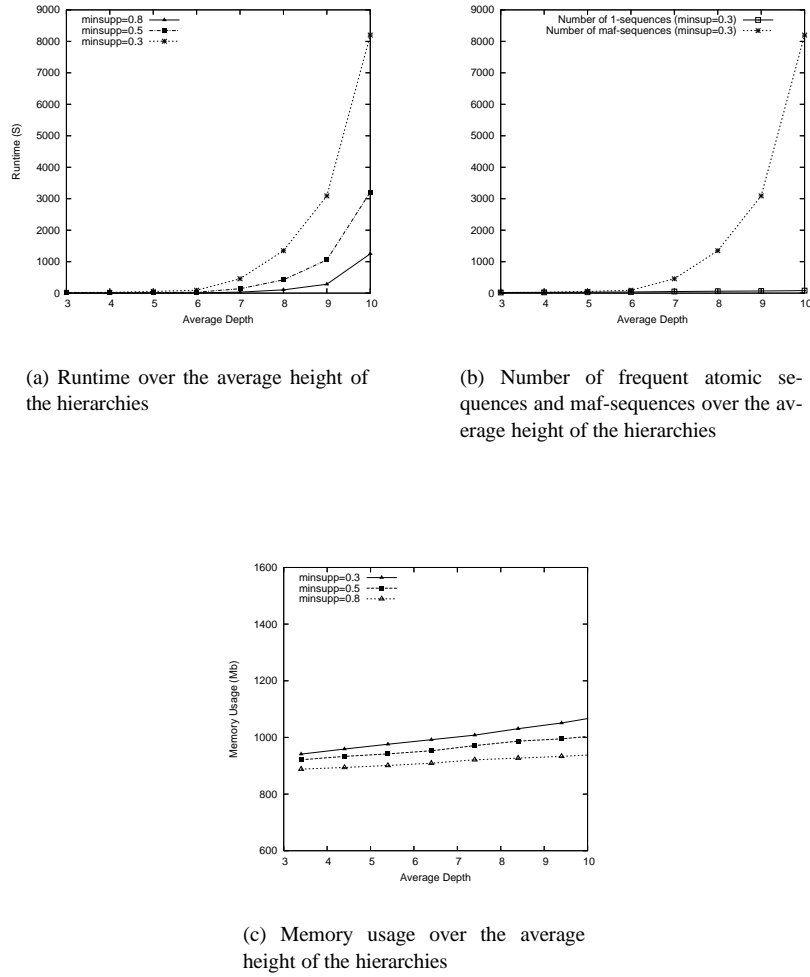 9000
8000
7000
6000
5000
4000
3000
2000
1000
0
3 4 5 6 7 8 9 10
Runtime (S)
Average Depth
minsupp=0.8
minsupp=0.5
minsupp=0.3
(a) Runtime over the average height of
the hierarchies
9000
8000
7000
6000
5000
4000
3000
2000
1000
0
3 4 5 6 7 8 9 10
Average Depth
Number of 1-sequences (minsup=0.3)
Number of maf-sequences (minsup=0.3)
(b) Number of frequent atomic se-
quences and maf-sequences over the av-
erage height of the hierarchies
1600
1400
1200
1000
800
600
3 4 5 6 7 8 9 10
Memory Usage (Mb)
Average Depth
minsupp=0.3
minsupp=0.5
minsupp=0.8
(c) Memory usage over the average
height of the hierarchies